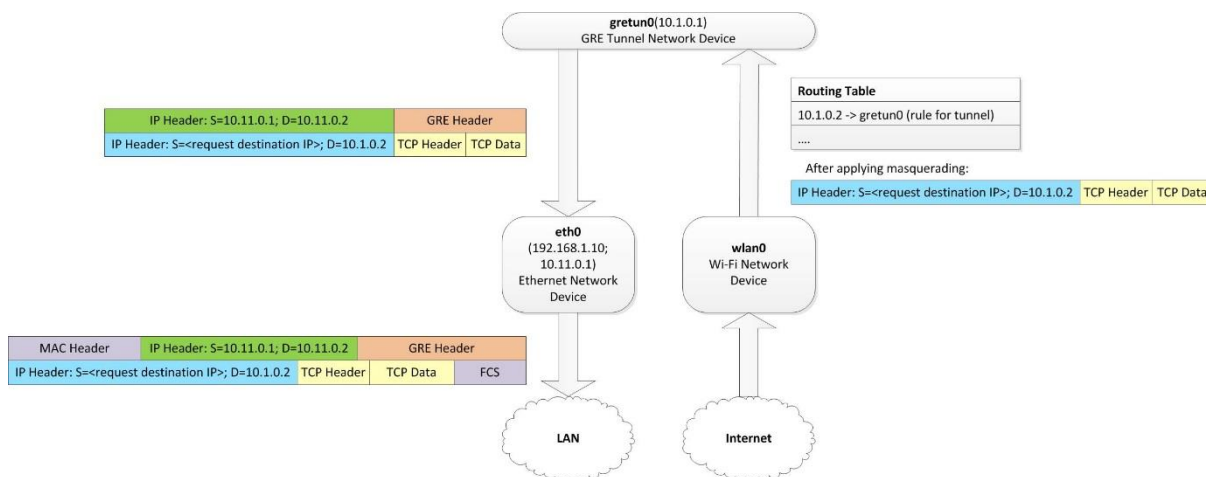 gretun0(10.1.0.1)
GRE Tunnel Network Device
Routing Table
10.1.0.2 -> gretun0 (rule for tunnel)
....
IP Header: S=10.11.0.1; D=10.11.0.2 GRE Header
IP Header: S=<request destination IP>; D=10.1.0.2 TCP Header TCP Data
After applying masquerading:
IP Header: S=<request destination IP>; D=10.1.0.2 TCP Header TCP Data
eth0
(192.168.1.10;
10.11.0.1)
Ethernet Network
Device
wlan0
Wi-Fi Network
Device
MAC Header IP Header: S=10.11.0.1; D=10.11.0.2 GRE Header
IP Header: S=<request destination IP>; D=10.1.0.2 TCP Header TCP Data FCS
LAN
Internet